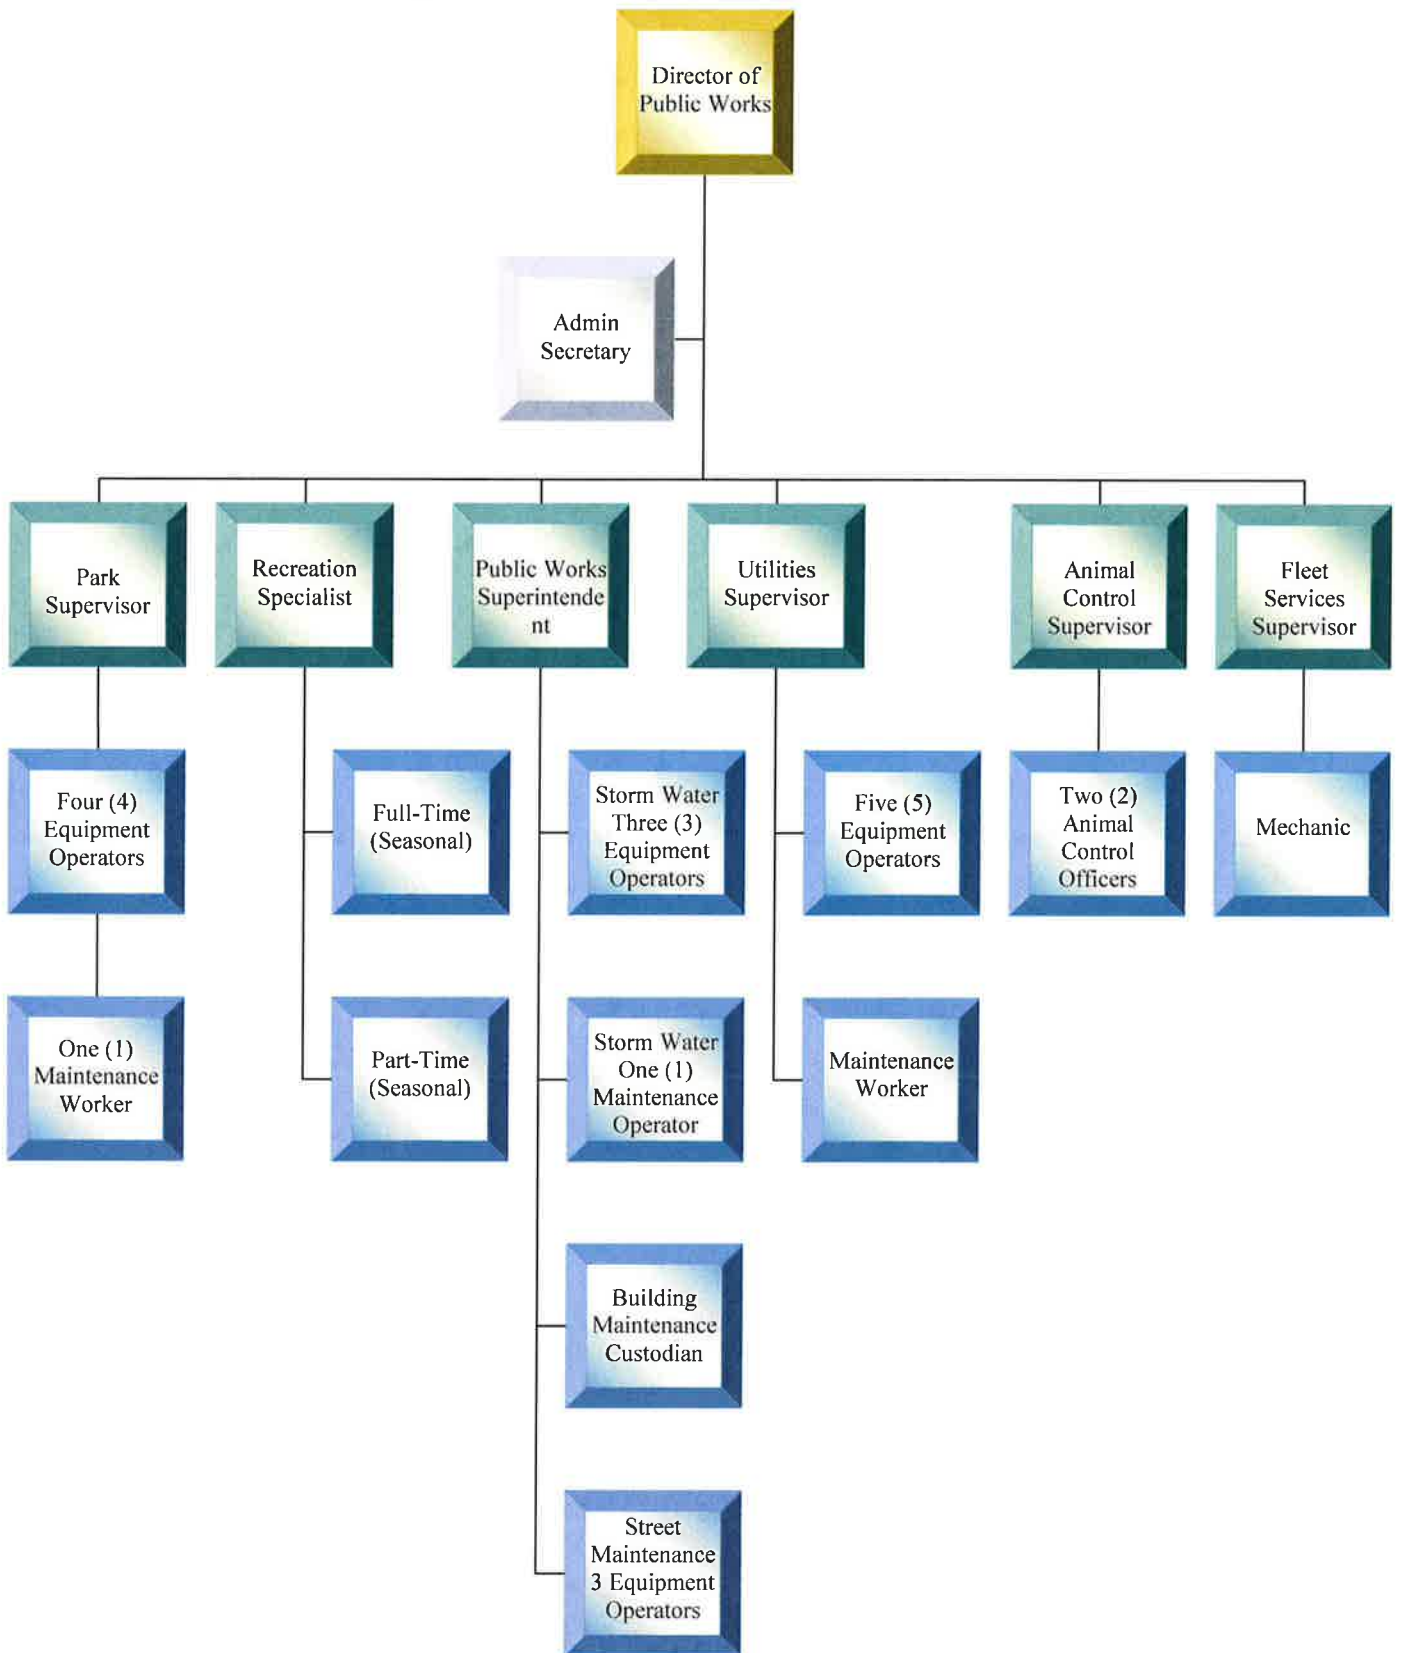 Director of
Public Works
Admin
Secretary
Park
Supervisor
Recreation
Specialist
Public Works
Superintende
nt
Utilities
Supervisor
Animal
Control
Supervisor
Fleet
Services
Supervisor
Four (4)
Equipment
Operators
Full-Time
(Seasonal)
Storm Water
Three (3)
Equipment
Operators
Five (5)
Equipment
Operators
Two (2)
Animal
Control
Officers
Mechanic
One (1)
Maintenance
Worker
Part-Time
(Seasonal)
Storm Water
One (1)
Maintenance
Operator
Maintenance
Worker
Building
Maintenance
Custodian
Street
Maintenance
3 Equipment
Operators